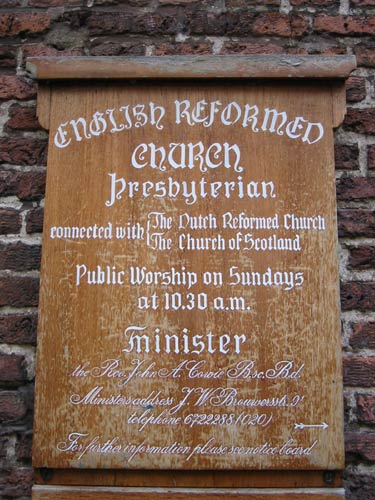 ENGLISH REFORMED
CHURCH
Presbyterian
connected with { The Dutch Reformed Church
The Church of Scotland
Public Worship on Sundays
at 10.30 a.m.
Minister
the Rev. John A. Cowie B.sc. B.d.
Ministers address J. W. Brouwersstr. 9'
telephone 6722288 (020)
For further information please see notice board